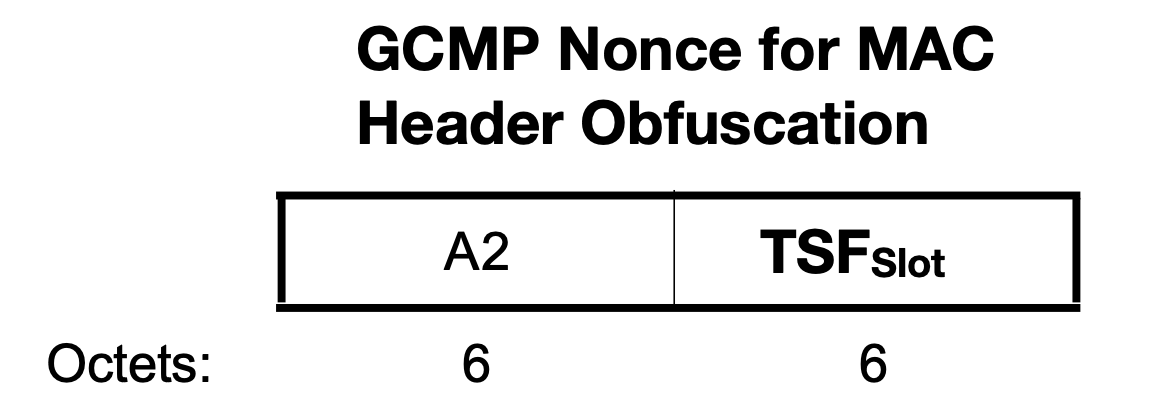 GCMP Nonce for MAC
Header Obfuscation
A2 TSFSlot
Octets: 6 6